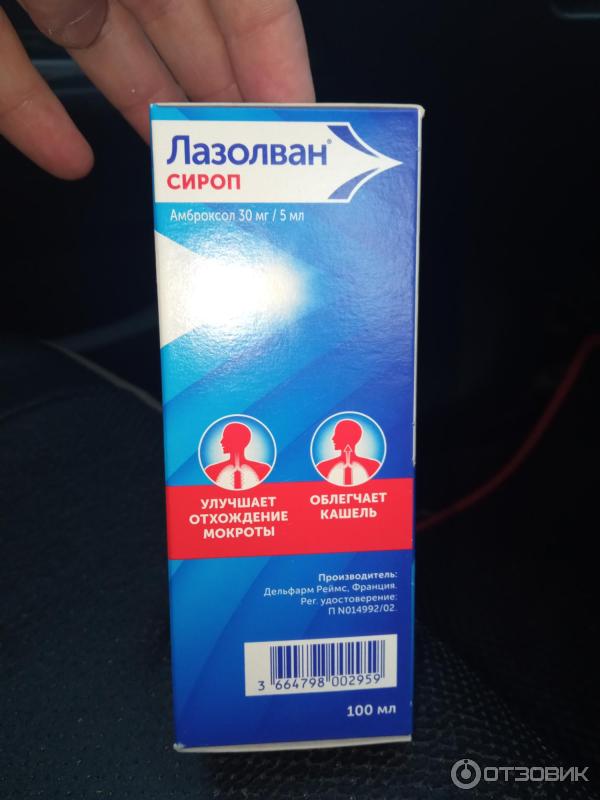 Лазолван®
СИРОП
Амброксол 30 мг / 5 мл
УЛУЧШАЕТ
ОТХОЖДЕНИЕ
МОКРОТЫ
ОБЛЕГЧАЕТ
КАШЕЛЬ
Производитель:
Дельфарм Реймс, Франция.
Рег. удостоверение:
П N014992/02.
3 664798 002959
100 мл
ОТЗОВИК